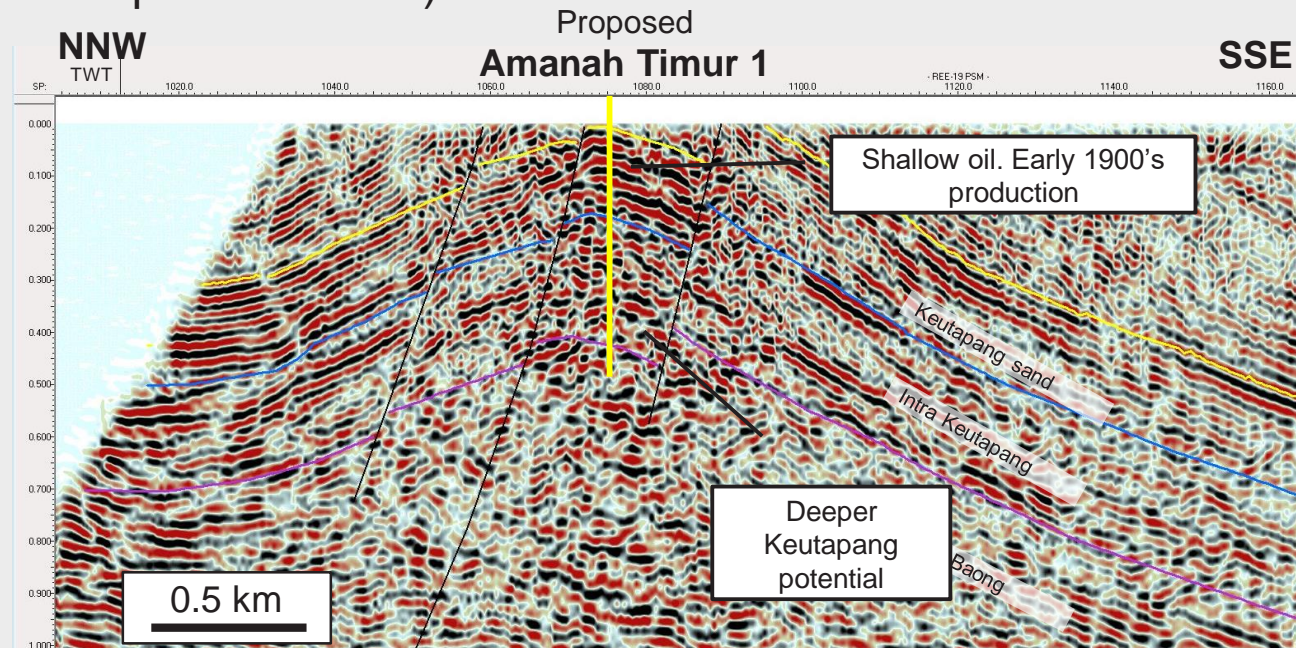 Proposed
NNW
Amanah Timur 1
SSE
TWT
- REE-19 PSM -
SP:
1020.0
1040.0
1060.0
1080.0
1100.0
1120.0
1140.0
1160.0
0.000
0.100
0.200
0.300
0.400
0.500
0.600
0.700
0.800
0.900
1.000
Shallow oil. Early 1900's
production
Keutapang sand
Intra Keutapang
Deeper
Keutapang
potential
Baong
0.5 km